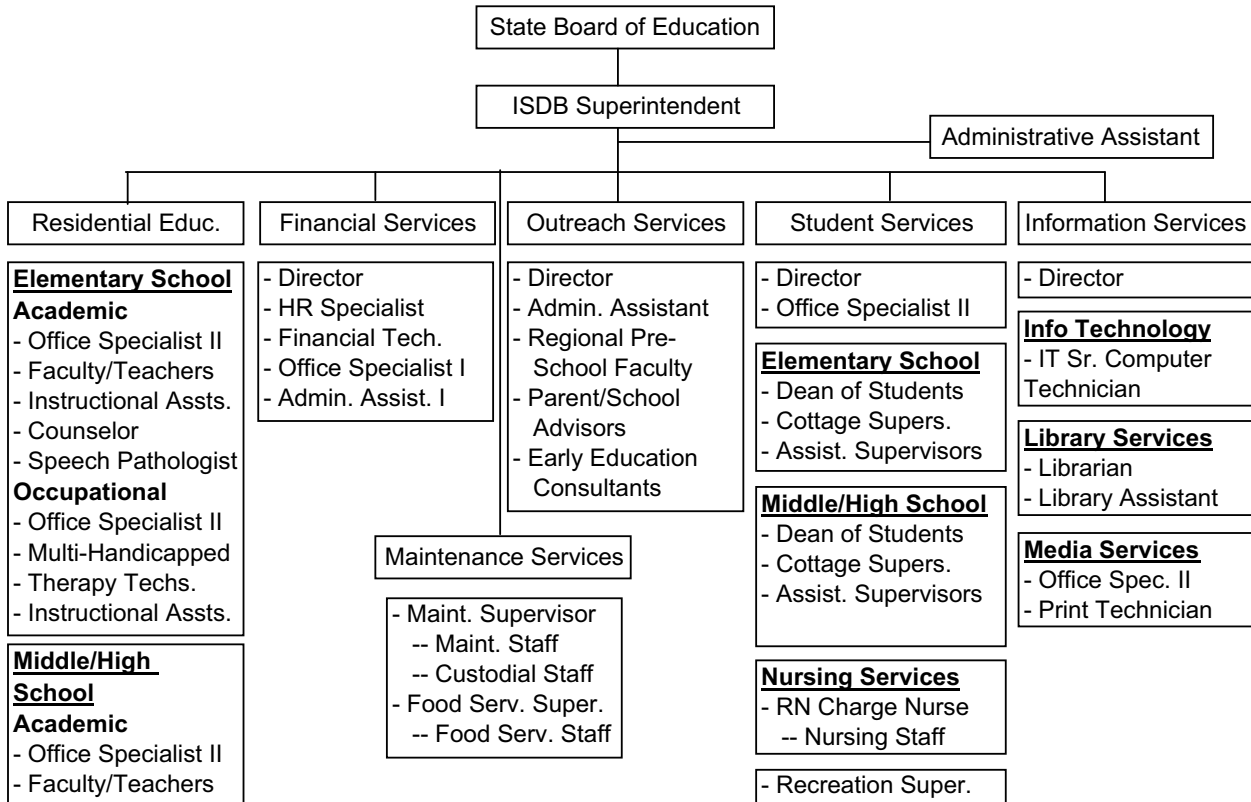 State Board of Education
ISDB Superintendent
Administrative Assistant
Residential Educ.
Elementary School
Academic
- Office Specialist II
- Faculty/Teachers
- Instructional Assts.
- Counselor
- Speech Pathologist
Occupational
- Office Specialist II
- Multi-Handicapped
- Therapy Techs.
- Instructional Assts.
Middle/High
School
Academic
- Office Specialist II
- Faculty/Teachers
Financial Services
- Director
- HR Specialist
- Financial Tech.
- Office Specialist I
- Admin. Assist. I
Maintenance Services
- Maint. Supervisor
-- Maint. Staff
-- Custodial Staff
- Food Serv. Super.
-- Food Serv. Staff
Outreach Services
- Director
- Admin. Assistant
- Regional Pre-
School Faculty
- Parent/School
Advisors
- Early Education
Consultants
Student Services
- Director
- Office Specialist II
Elementary School
- Dean of Students
- Cottage Supers.
- Assist. Supervisors
Middle/High School
- Dean of Students
- Cottage Supers.
- Assist. Supervisors
Nursing Services
- RN Charge Nurse
-- Nursing Staff
- Recreation Super.
Information Services
- Director
Info Technology
- IT Sr. Computer
Technician
Library Services
- Librarian
- Library Assistant
Media Services
- Office Spec. II
- Print Technician